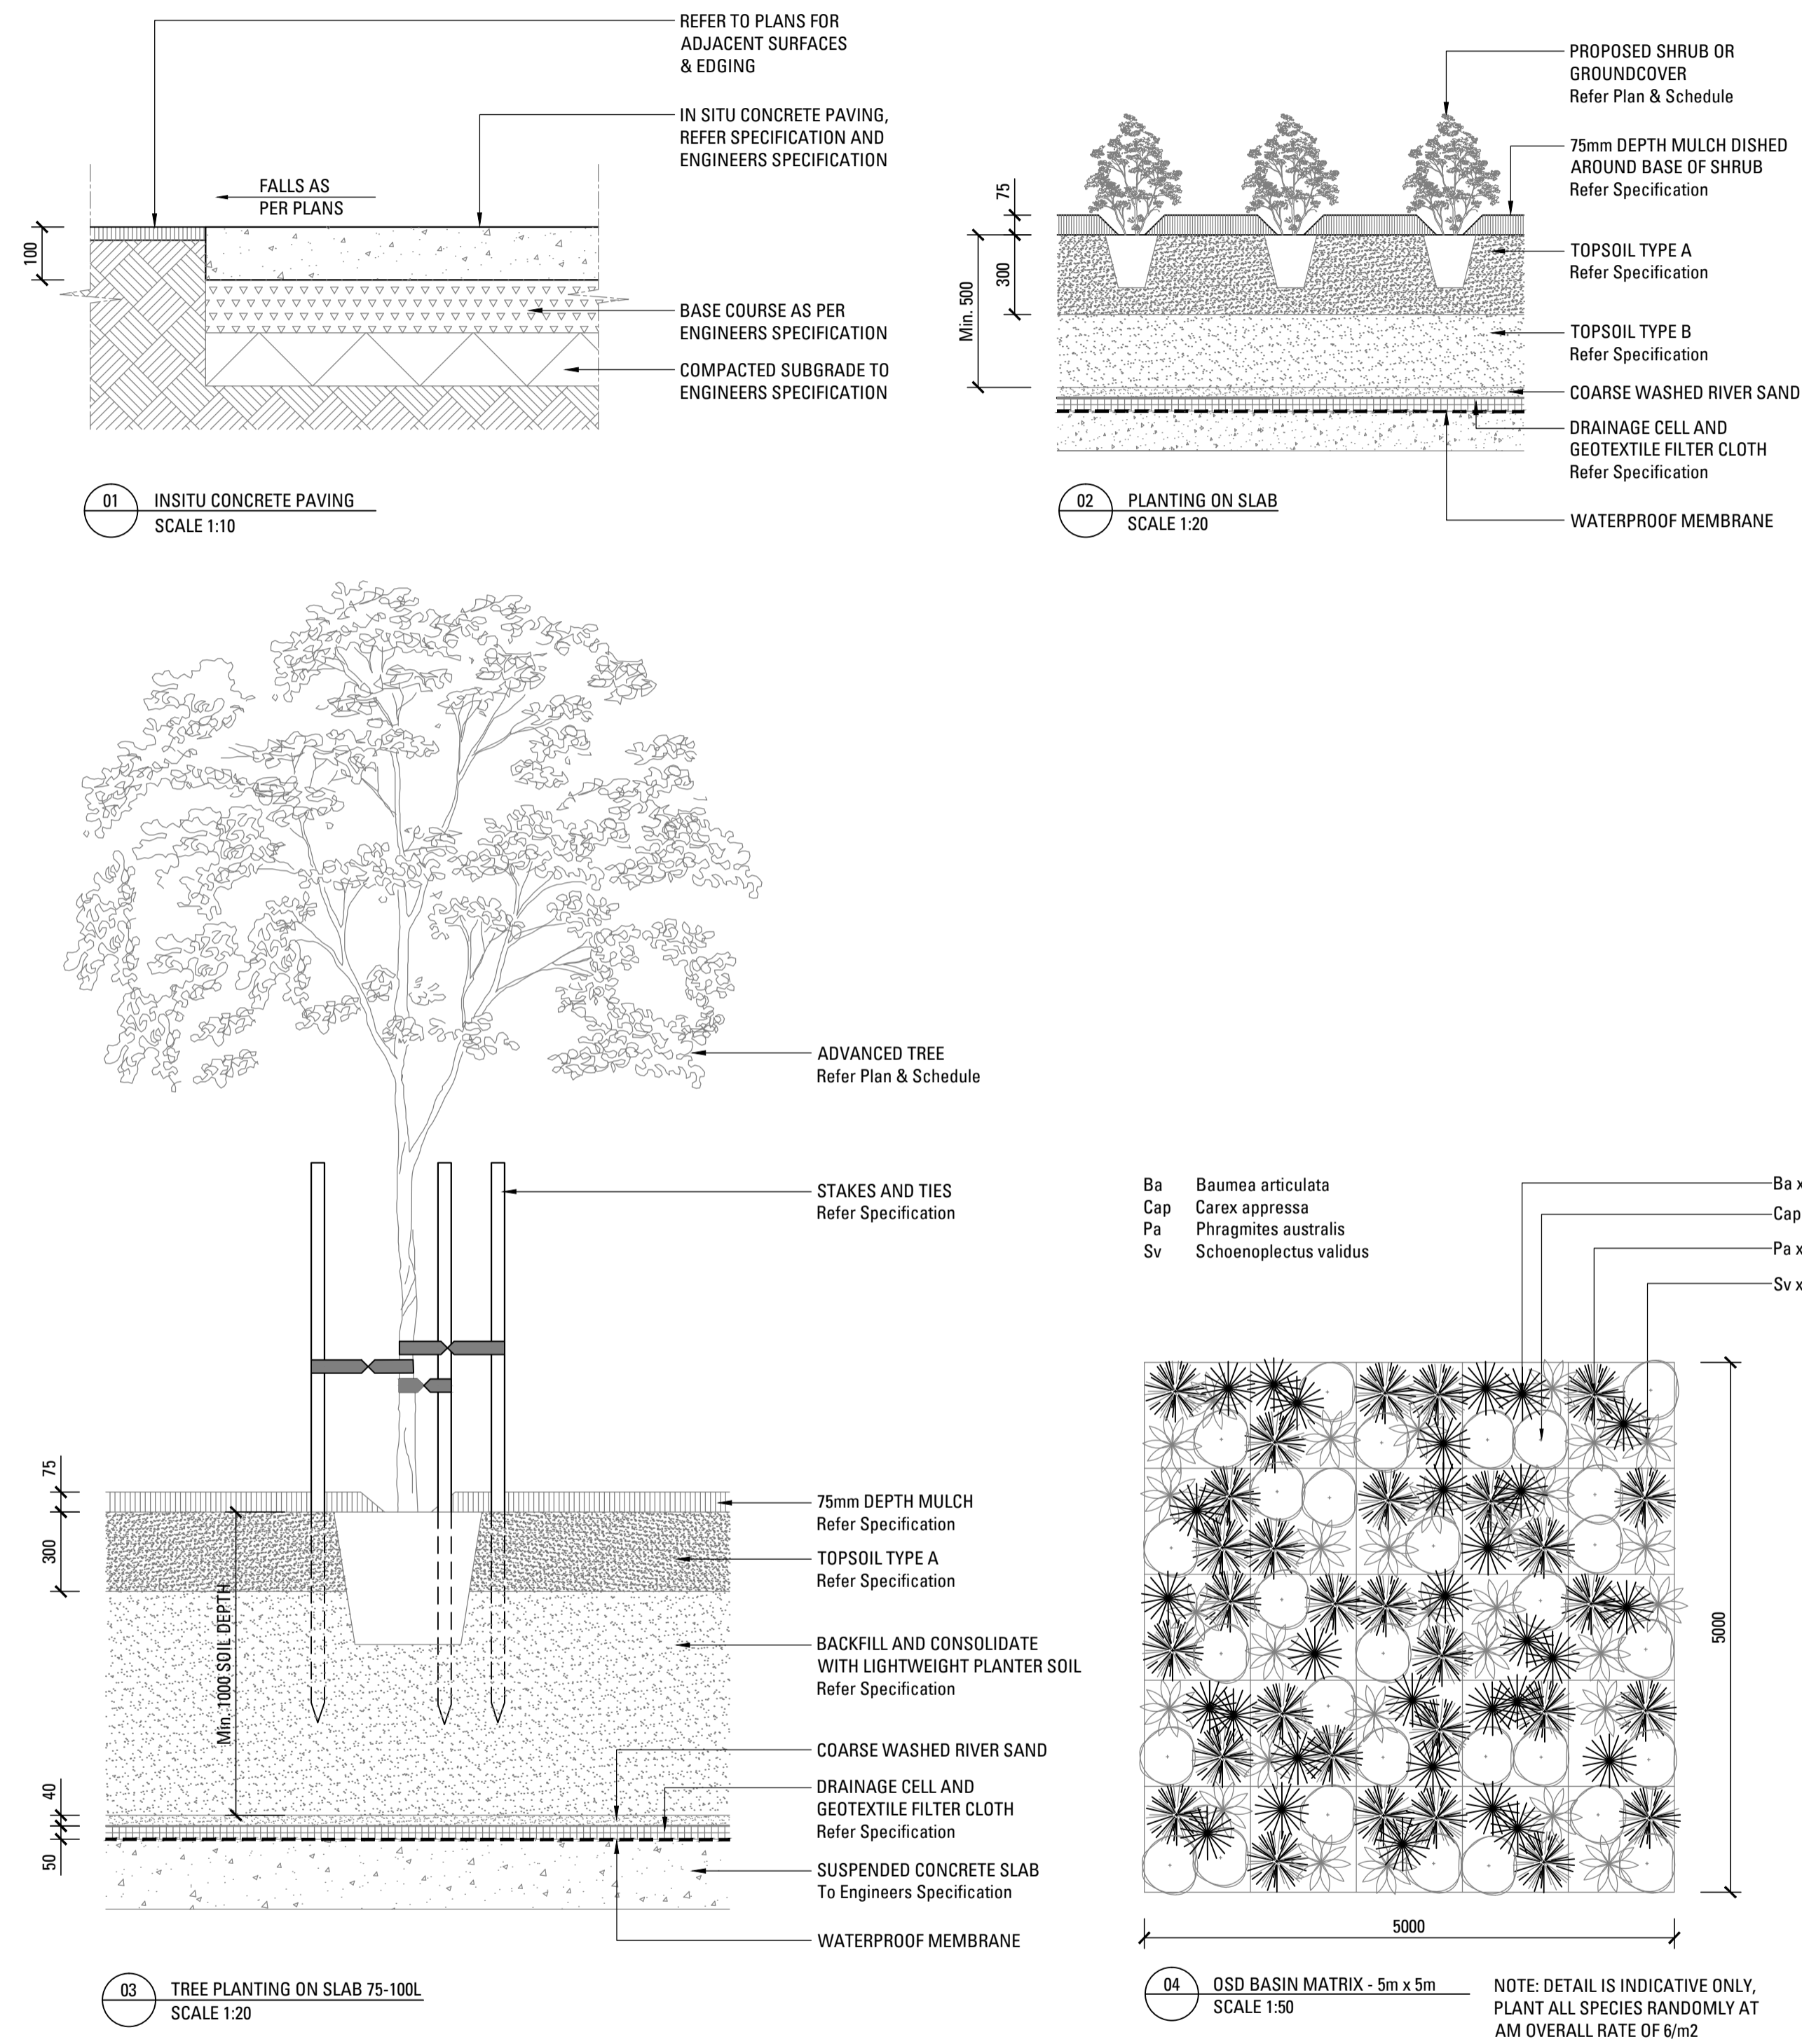 REFER TO PLANS FOR
ADJACENT SURFACES
& EDGING
IN SITU CONCRETE PAVING,
REFER SPECIFICATION AND
ENGINEERS SPECIFICATION
FALLS AS
PER PLANS
100
BASE COURSE AS PER
ENGINEERS SPECIFICATION
COMPACTED SUBGRADE TO
ENGINEERS SPECIFICATION
01
INSITU CONCRETE PAVING
SCALE 1:10
PROPOSED SHRUB OR
GROUNDCOVER
Refer Plan & Schedule
75mm DEPTH MULCH DISHED
AROUND BASE OF SHRUB
Refer Specification
75
300
Min. 500
TOPSOIL TYPE A
Refer Specification
TOPSOIL TYPE B
Refer Specification
COARSE WASHED RIVER SAND
DRAINAGE CELL AND
GEOTEXTILE FILTER CLOTH
Refer Specification
WATERPROOF MEMBRANE
02
PLANTING ON SLAB
SCALE 1:20
ADVANCED TREE
Refer Plan & Schedule
STAKES AND TIES
Refer Specification
75
300
Min. 1000 SOIL DEPTH
40
50
75mm DEPTH MULCH
Refer Specification
TOPSOIL TYPE A
Refer Specification
BACKFILL AND CONSOLIDATE
WITH LIGHTWEIGHT PLANTER SOIL
Refer Specification
COARSE WASHED RIVER SAND
DRAINAGE CELL AND
GEOTEXTILE FILTER CLOTH
Refer Specification
SUSPENDED CONCRETE SLAB
To Engineers Specification
WATERPROOF MEMBRANE
03
TREE PLANTING ON SLAB 75-100L
SCALE 1:20
Ba Baumea articulata
Cap Carex appressa
Pa Phragmites australis
Sv Schoenoplectus validus
Ba x
Cap
Pa x
Sv x
5000
5000
04
OSD BASIN MATRIX - 5m x 5m
SCALE 1:50
NOTE: DETAIL IS INDICATIVE ONLY,
PLANT ALL SPECIES RANDOMLY AT
AM OVERALL RATE OF 6/m2